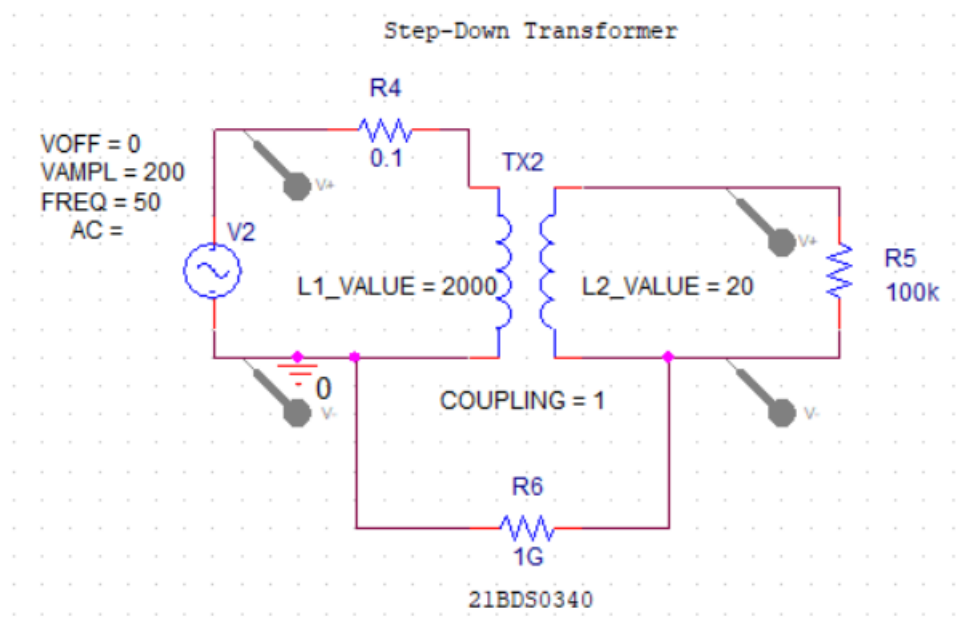 Step-Down Transformer
R4
0.1
VOFF = 0
VAMPL = 200
FREQ = 50
AC =
V2
V+
TX2
V+
L1_VALUE = 2000
L2_VALUE = 20
R5
100k
0
V-
COUPLING = 1
V-
R6
1G
21BDS0340